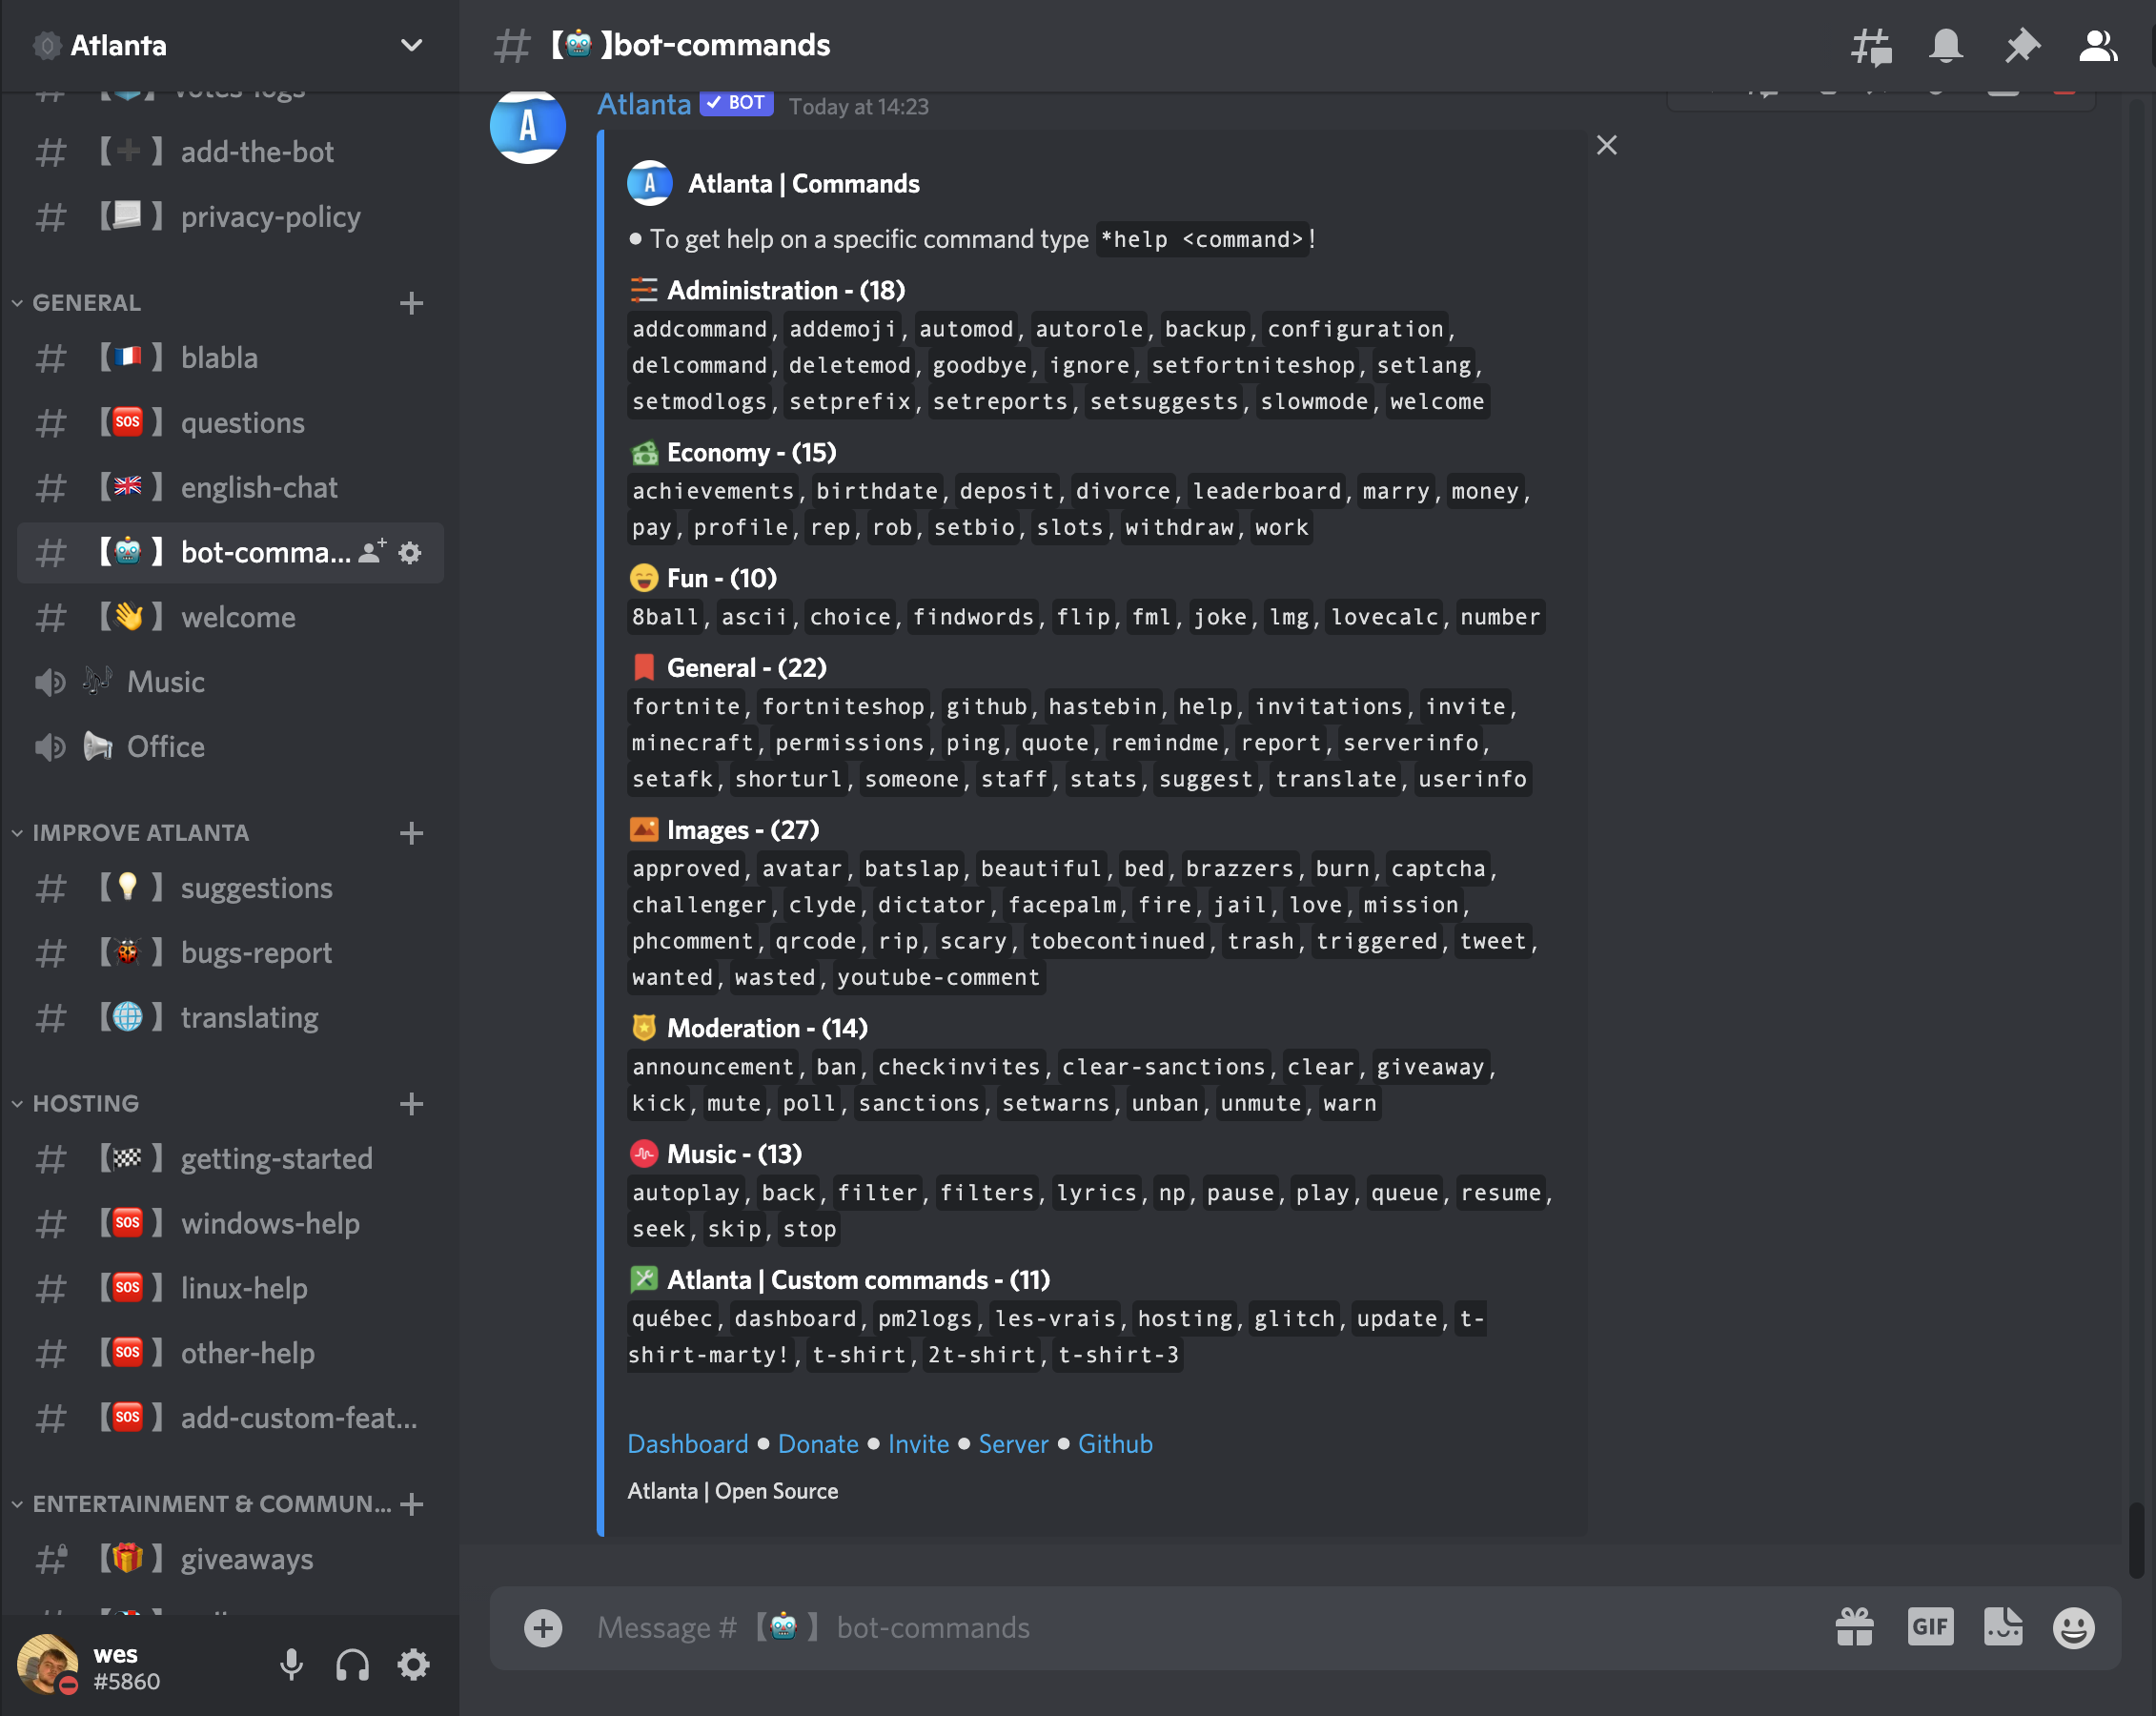 Atlanta
votes-logs
【➕】 add-the-bot
【📃】 privacy-policy
GENERAL
【🇫🇷】 blabla
【🆘】 questions
SOS
【🇬🇧】 english-chat
【🤖】 bot-comma...
【👋】 welcome
🎶 Music
📢 Office
IMPROVE ATLANTA
【💡】 suggestions
【🐞】 bugs-report
【🌐】 translating
HOSTING
【🏁】 getting-started
【🆘】 windows-help
【🆘】 linux-help
【🆘】 other-help
【🆘】 add-custom-feat...
ENTERTAINMENT & COMMUN...
【🎁】 giveaways
wes
#5860
# 【🤖】bot-commands
Atlanta ✓ BOT Today at 14:23
A
Atlanta | Commands
● To get help on a specific command type *help <command>!
Administration - (18)
addcommand, addemoji, automod, autorole, backup, configuration,
delcommand, deletemod, goodbye, ignore, setfortniteshop, setlang,
setmodlogs, setprefix, setreports, setsuggests, slowmode, welcome
Economy - (15)
achievements, birthdate, deposit, divorce, leaderboard, marry, money,
pay, profile, rep, rob, setbio, slots, withdraw, work
Fun - (10)
8ball, ascii, choice, findwords, flip, fml, joke, lmg, lovecalc, number
General - (22)
fortnite, fortniteshop, github, hastebin, help, invitations, invite,
minecraft, permissions, ping, quote, remindme, report, serverinfo,
setafk, shorturl, someone, staff, stats, suggest, translate, userinfo
Images - (27)
approved, avatar, batslap, beautiful, bed, brazzers, burn, captcha,
challenger, clyde, dictator, facepalm, fire, jail, love, mission,
phcomment, qrcode, rip, scary, tobecontinued, trash, triggered, tweet,
wanted, wasted, youtube-comment
Moderation - (14)
announcement, ban, checkinvites, clear-sanctions, clear, giveaway,
kick, mute, poll, sanctions, setwarns, unban, unmute, warn
Music - (13)
autoplay, back, filter, filters, lyrics, np, pause, play, queue, resume,
seek, skip, stop
Atlanta | Custom commands - (11)
québec, dashboard, pm2logs, les-vrais, hosting, glitch, update, t-
shirt-marty!, t-shirt, 2t-shirt, t-shirt-3
Dashboard ● Donate ● Invite ● Server ● Github
Atlanta | Open Source
Message # 【🤖】 bot-commands
GIF